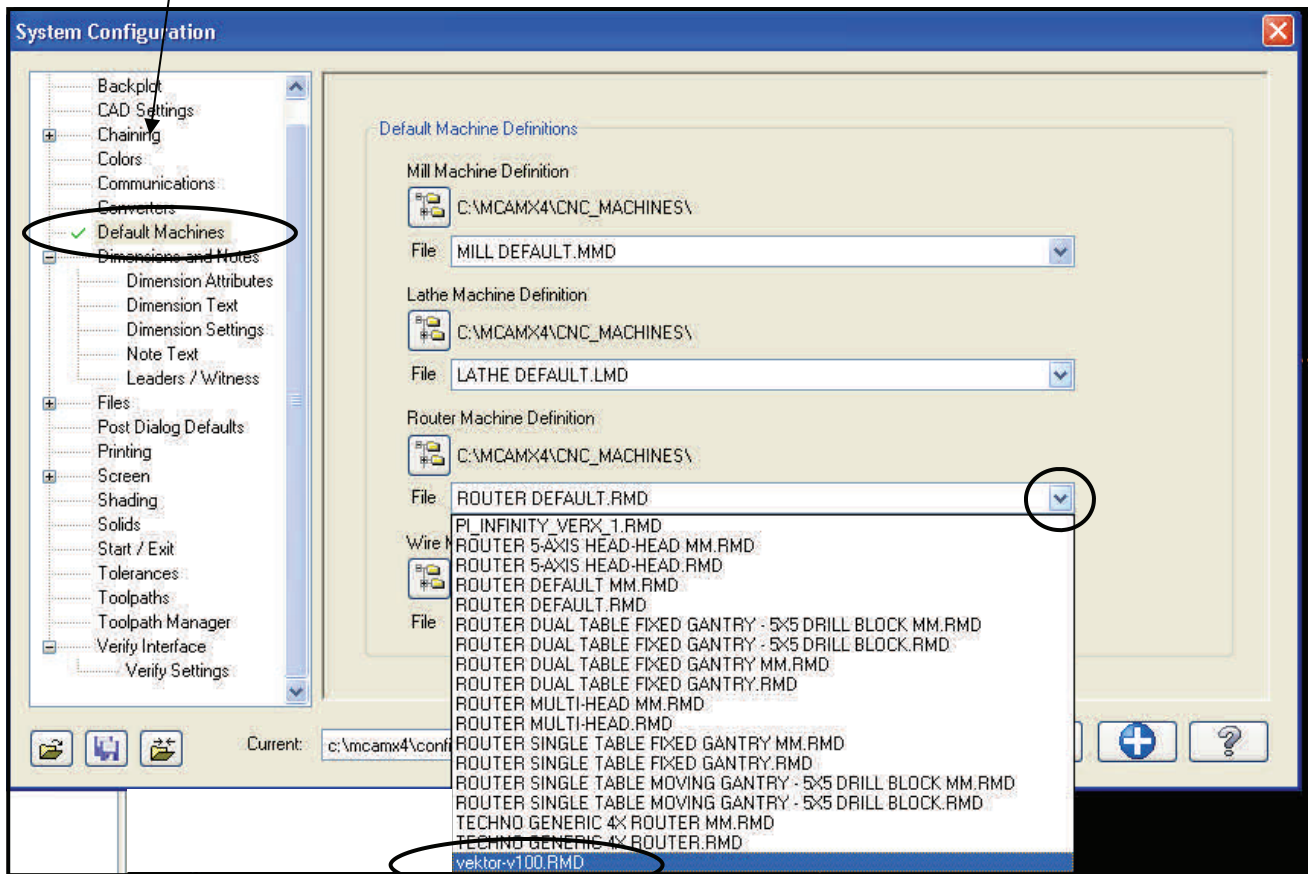 System Configuration
Backplot
CAD Settings
Chaining
Colors
Communications
Converters
Default Machines
Dimensions and Notes
Dimension Attributes
Dimension Text
Dimension Settings
Note Text
Leaders / Witness
Files
Post Dialog Defaults
Printing
Screen
Shading
Solids
Start / Exit
Tolerances
Toolpaths
Toolpath Manager
Verify Interface
Verify Settings
Default Machine Definitions
Mill Machine Definition
C:\MCAMX4\CNC_MACHINES\
File MILL DEFAULT.MMD
Lathe Machine Definition
C:\MCAMX4\CNC_MACHINES\
File LATHE DEFAULT.LMD
Router Machine Definition
C:\MCAMX4\CNC_MACHINES\
File ROUTER DEFAULT.RMD
Wire
File
PI_INFINITY_VERX_1.RMD
ROUTER 5-AXIS HEAD-HEAD MM.RMD
ROUTER 5-AXIS HEAD-HEAD.RMD
ROUTER DEFAULT MM.RMD
ROUTER DEFAULT.RMD
ROUTER DUAL TABLE FIXED GANTRY - 5X5 DRILL BLOCK MM.RMD
ROUTER DUAL TABLE FIXED GANTRY - 5X5 DRILL BLOCK.RMD
ROUTER DUAL TABLE FIXED GANTRY MM.RMD
ROUTER DUAL TABLE FIXED GANTRY.RMD
ROUTER MULTI-HEAD MM.RMD
ROUTER MULTI-HEAD.RMD
ROUTER SINGLE TABLE FIXED GANTRY MM.RMD
ROUTER SINGLE TABLE FIXED GANTRY.RMD
ROUTER SINGLE TABLE MOVING GANTRY - 5X5 DRILL BLOCK MM.RMD
ROUTER SINGLE TABLE MOVING GANTRY - 5X5 DRILL BLOCK.RMD
TECHNO GENERIC 4X ROUTER MM.RMD
TECHNO GENERIC 4X ROUTER.RMD
vektor-v100.RMD
Current: c:\mcamx4\confi
?